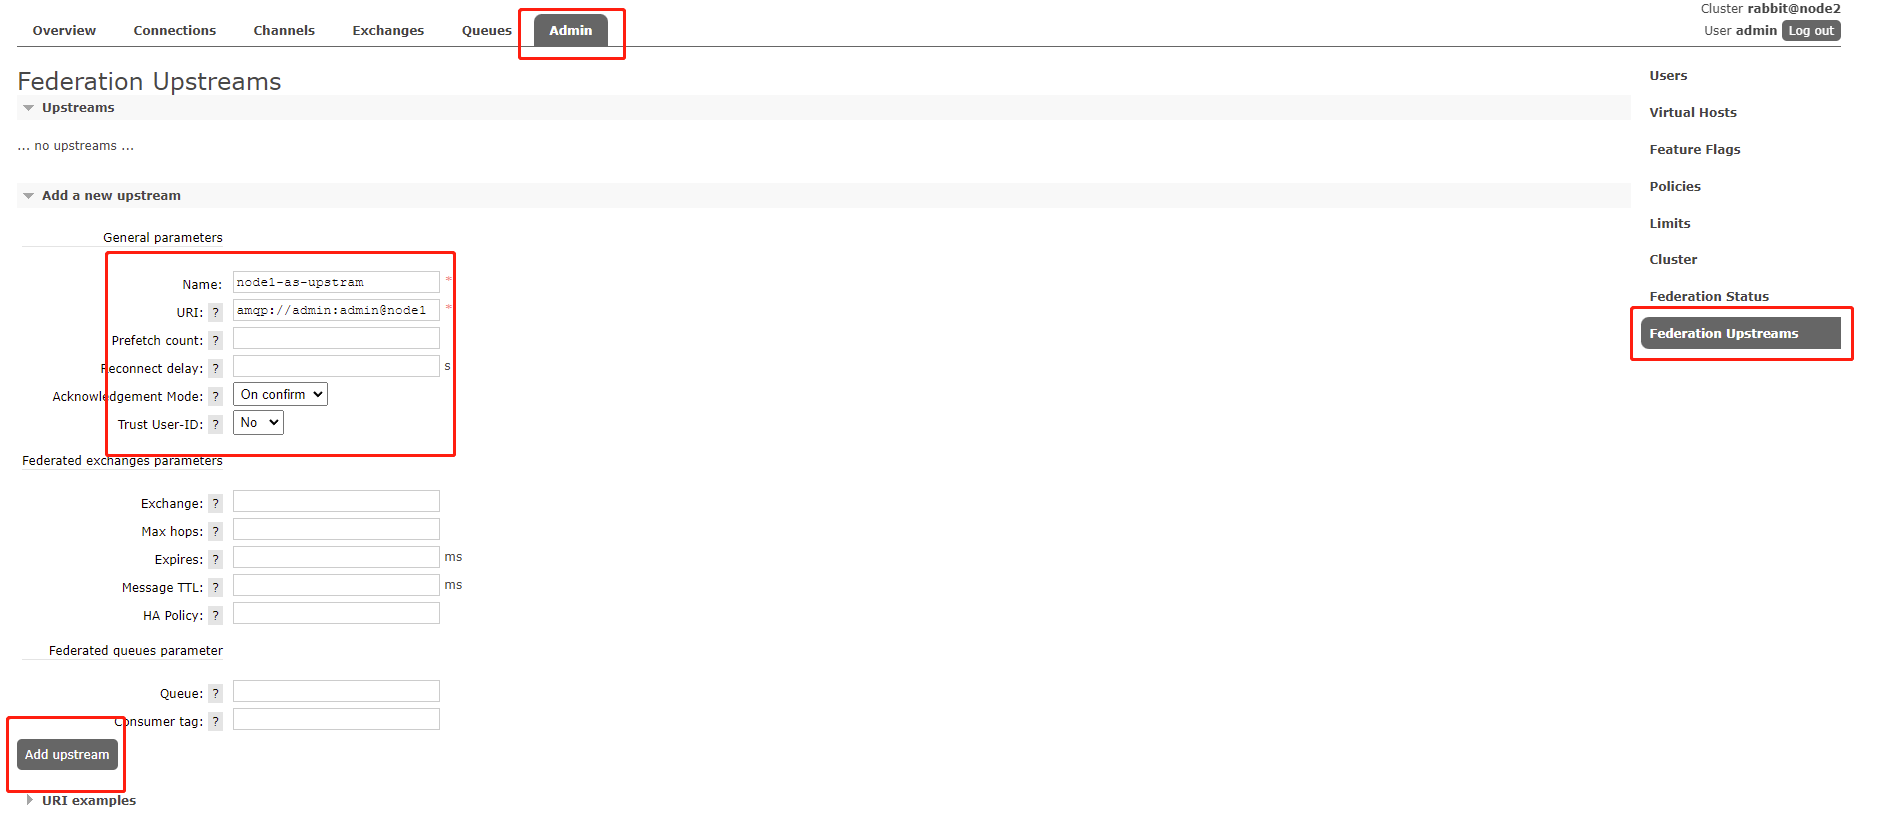 Cluster rabbit@node2
Overview Connections Channels Exchanges Queues Admin
User admin Log out
Federation Upstreams
Upstreams
... no upstreams ...
Add a new upstream
General parameters
Name: node1-as-upstram *
URI: ? amqp://admin:admin@node1 *
Prefetch count: ?
Reconnect delay: ? s
Acknowledgement Mode: ? On confirm
Trust User-ID: ? No
Federated exchanges parameters
Exchange: ?
Max hops: ?
Expires: ? ms
Message TTL: ? ms
HA Policy: ?
Federated queues parameter
Queue: ?
Consumer tag: ?
Add upstream
URI examples
Users
Virtual Hosts
Feature Flags
Policies
Limits
Cluster
Federation Status
Federation Upstreams